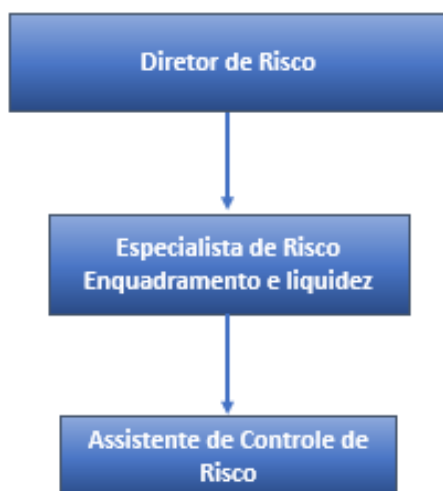 Diretor de Risco
Especialista de Risco
Enquadramento e liquidez
Assistente de Controle de
Risco